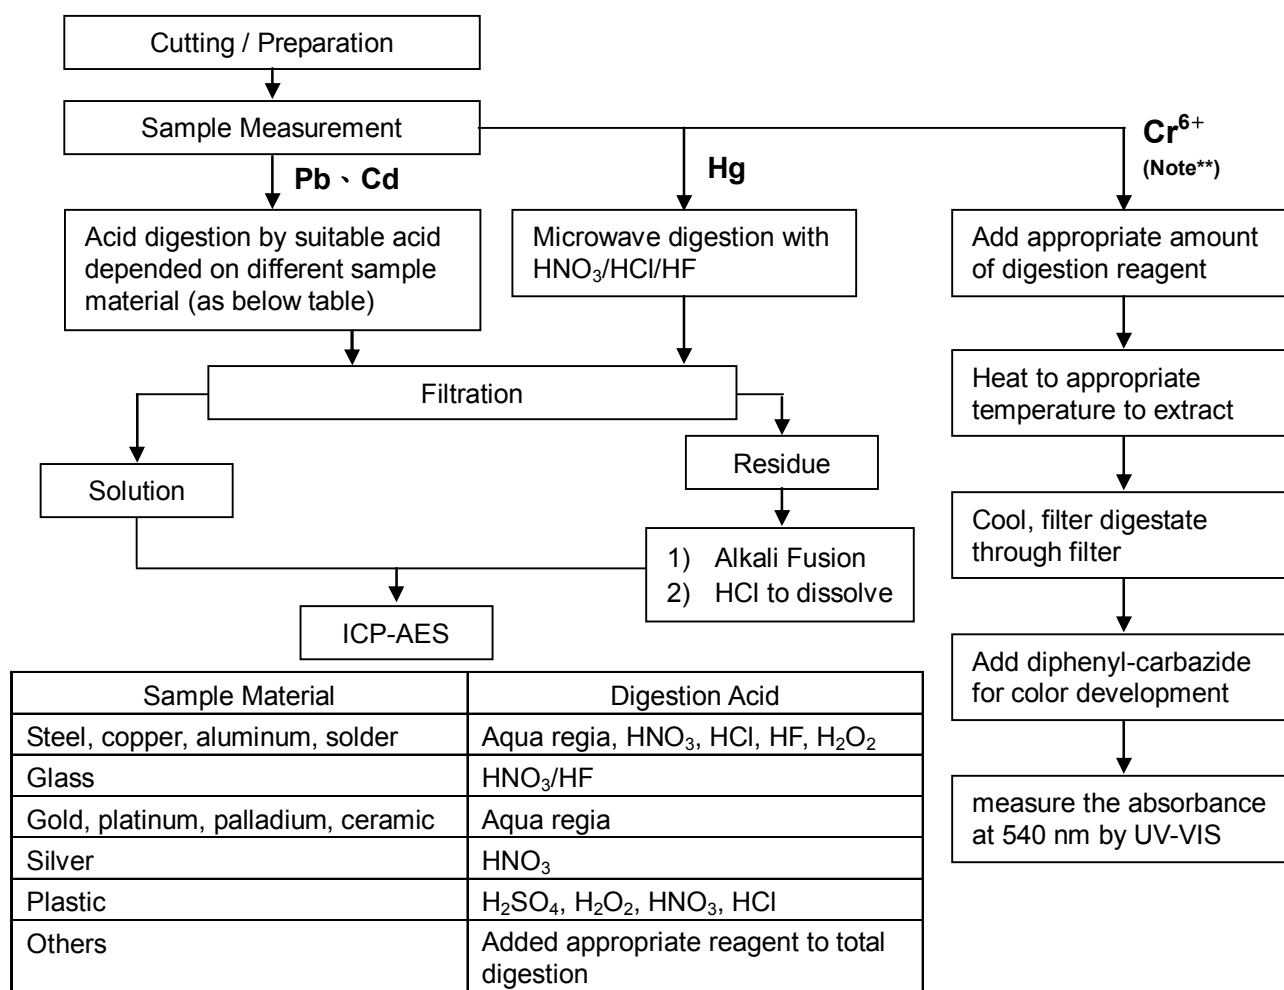 Cutting / Preparation
Sample Measurement
Pb、Cd
Hg
Cr⁶⁺
(Note**)
Acid digestion by suitable acid
depended on different sample
material (as below table)
Microwave digestion with
HNO₃/HCl/HF
Add appropriate amount
of digestion reagent
Filtration
Heat to appropriate
temperature to extract
Solution
Residue
Cool, filter digestate
through filter
1) Alkali Fusion
2) HCl to dissolve
ICP-AES
Add diphenyl-carbazide
for color development
measure the absorbance
at 540 nm by UV-VIS
Sample Material Digestion Acid
Steel, copper, aluminum, solder Aqua regia, HNO₃, HCl, HF, H₂O₂
Glass HNO₃/HF
Gold, platinum, palladium, ceramic Aqua regia
Silver HNO₃
Plastic H₂SO₄, H₂O₂, HNO₃, HCl
Others Added appropriate reagent to total
digestion